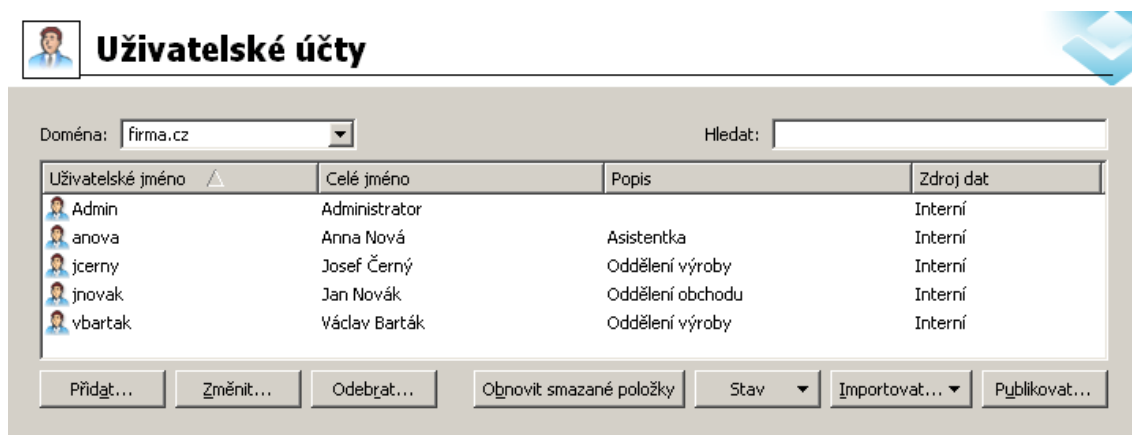 Uživatelské účty
Doména: firma.cz Hledat:
Uživatelské jméno Celé jméno Popis Zdroj dat
Admin Administrator Interní
anova Anna Nová Asistentka Interní
jcerny Josef Černý Oddělení výroby Interní
jnovak Jan Novák Oddělení obchodu Interní
vbartak Václav Barták Oddělení výroby Interní
Přidat... Změnit... Odebrat... Obnovit smazané položky Stav Importovat... Publikovat...